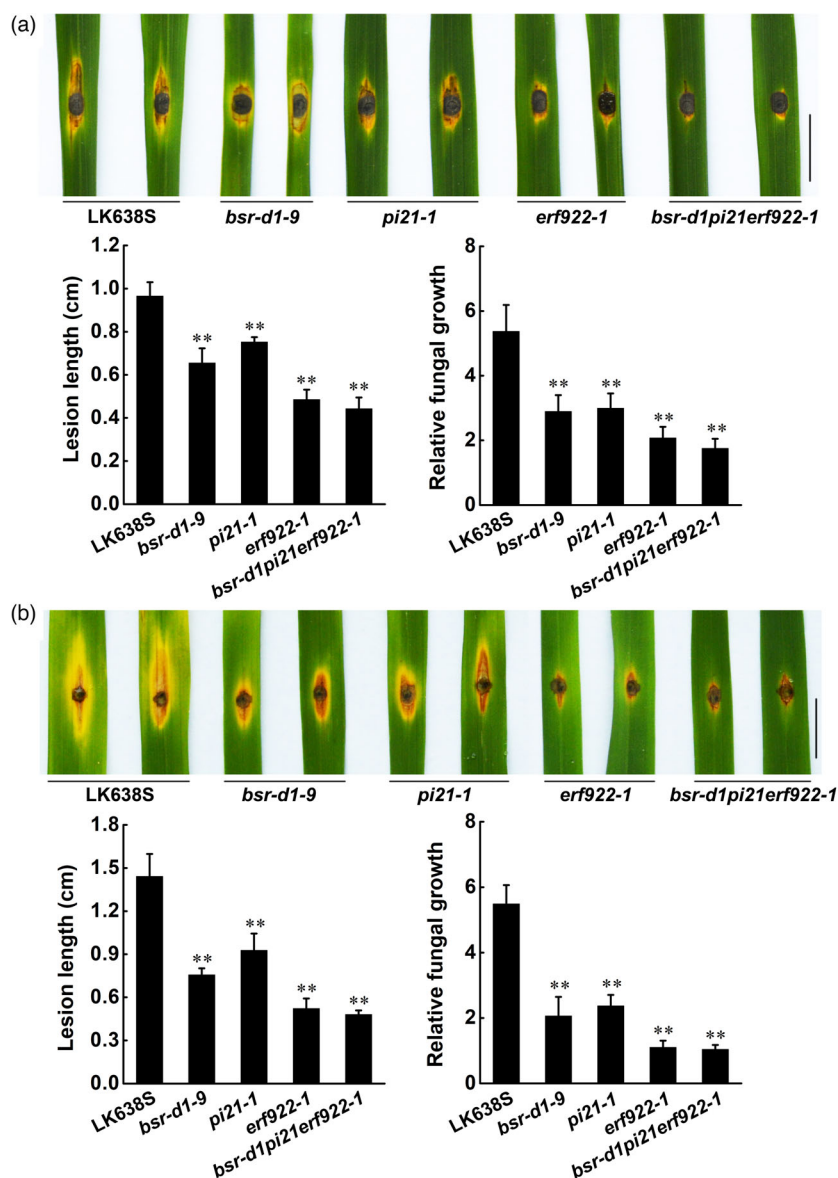 (a)
LK638S bsr-d1-9 pi21-1 erf922-1 bsr-d1pi21erf922-1
Lesion length (cm)
1.2
1.0
0.8
0.6
0.4
0.2
0.0
**
**
**
**
LK638S
bsr-d1-9
pi21-1
erf922-1
bsr-d1pi21erf922-1
Relative fungal growth
8
6
4
2
0
**
**
**
**
LK638S
bsr-d1-9
pi21-1
erf922-1
bsr-d1pi21erf922-1
(b)
LK638S bsr-d1-9 pi21-1 erf922-1 bsr-d1pi21erf922-1
Lesion length (cm)
1.8
1.5
1.2
0.9
0.6
0.3
0.0
**
**
**
**
LK638S
bsr-d1-9
pi21-1
erf922-1
bsr-d1pi21erf922-1
Relative fungal growth
8
6
4
2
0
**
**
**
**
LK638S
bsr-d1-9
pi21-1
erf922-1
bsr-d1pi21erf922-1